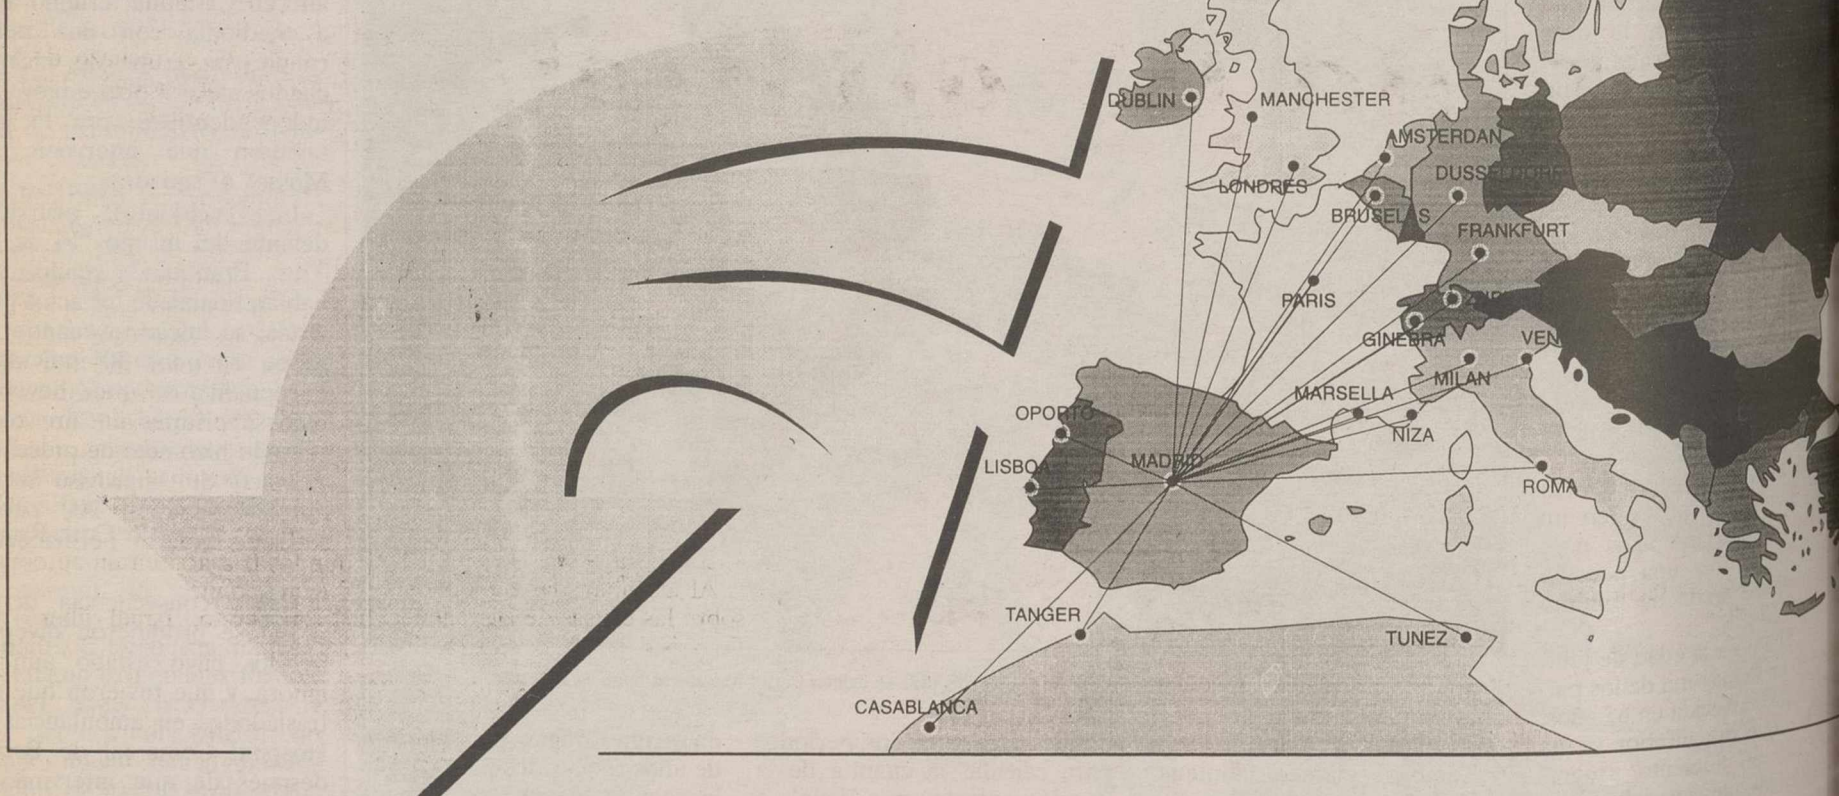 DUBLIN
MANCHESTER
AMSTERDAN
DUSSELDORF
LONDRES
BRUSELAS
FRANKFURT
PARIS
GINEBRA
VEN
MILAN
MARSELLA
OPORTO
NIZA
MADRID
LISBOA
ROMA
TANGER
TUNEZ
CASABLANCA